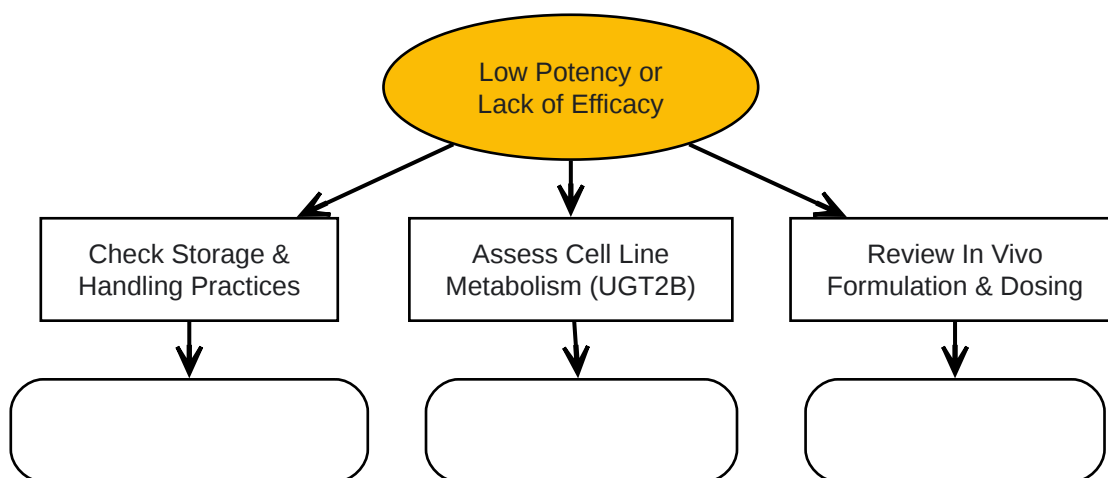 Low Potency or
Lack of Efficacy
Check Storage &
Handling Practices
Assess Cell Line
Metabolism (UGT2B)
Review In Vivo
Formulation & Dosing